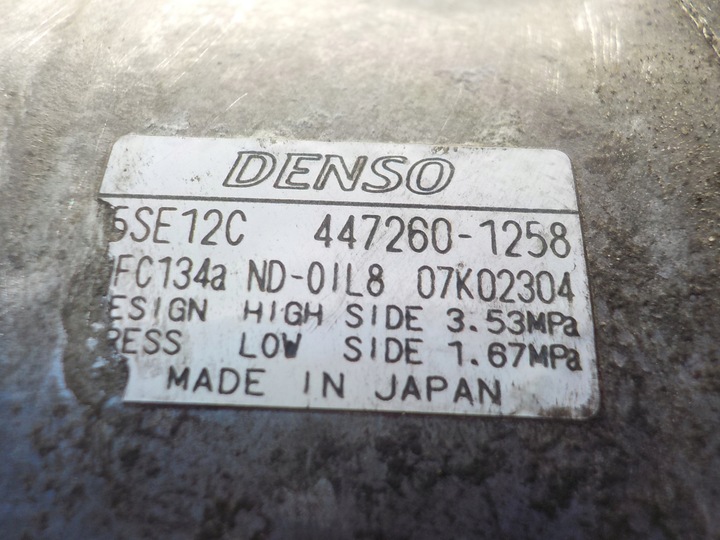 DENSO
5SE12C 447260-1258
FC134a ND-OIL8 07K02304
ESIGN HIGH SIDE 3.53MPa
RESS LOW SIDE 1.67MPa
MADE IN JAPAN